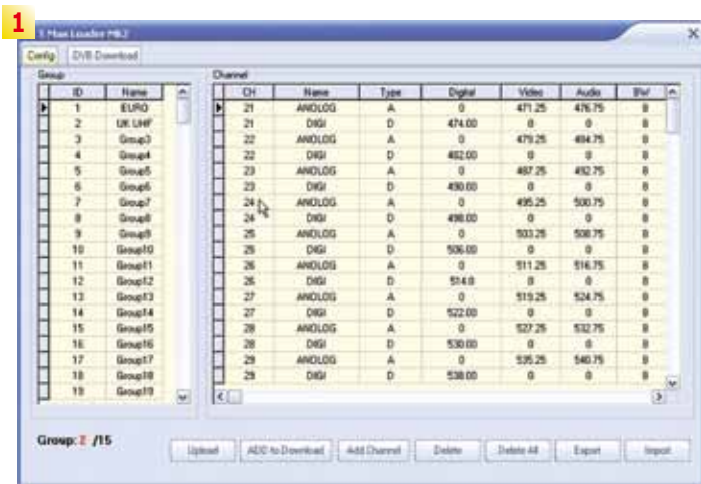 1
S Max Loader MK2
Config DVB Download
Group
Channel
ID Name
1 EURO
2 UK UHF
3 Group3
4 Group4
5 Group5
6 Group6
7 Group7
8 Group8
9 Group9
10 Group10
11 Group11
12 Group12
13 Group13
14 Group14
15 Group15
16 Group16
17 Group17
18 Group18
19 Group19
CH Name Type Digital Video Audio BW
21 ANOLOG A 0 471.25 476.75 8
21 DIGI D 474.00 0 0 8
22 ANOLOG A 0 479.25 484.75 8
22 DIGI D 482.00 0 0 8
23 ANOLOG A 0 487.25 492.75 8
23 DIGI D 490.00 0 0 8
24 ANOLOG A 0 495.25 500.75 8
24 DIGI D 498.00 0 0 8
25 ANOLOG A 0 503.25 508.75 8
25 DIGI D 506.00 0 0 8
26 ANOLOG A 0 511.25 516.75 8
26 DIGI D 514.0 0 0 8
27 ANOLOG A 0 519.25 524.75 8
27 DIGI D 522.00 0 0 8
28 ANOLOG A 0 527.25 532.75 8
28 DIGI D 530.00 0 0 8
29 ANOLOG A 0 535.25 540.75 8
29 DIGI D 538.00 0 0 8
Group: 2 /15
Upload ADD to Download Add Channel Delete Delete All Export Import